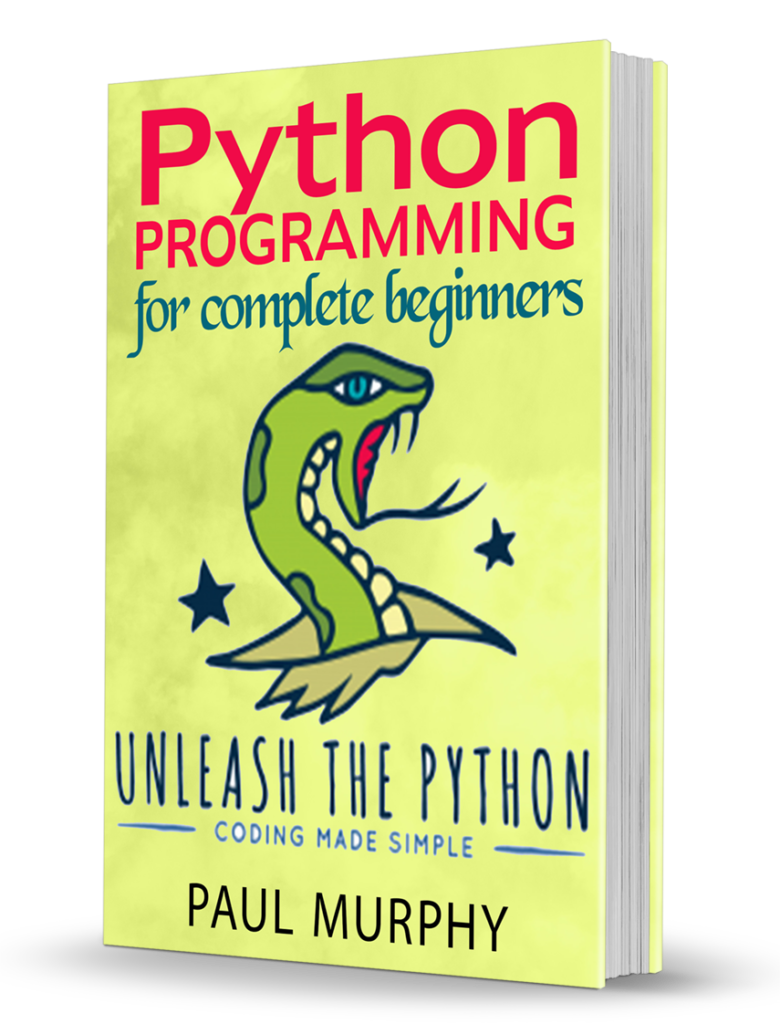 Python
PROGRAMMING
for complete beginners
UNLEASH THE PYTHON
CODING MADE SIMPLE
PAUL MURPHY